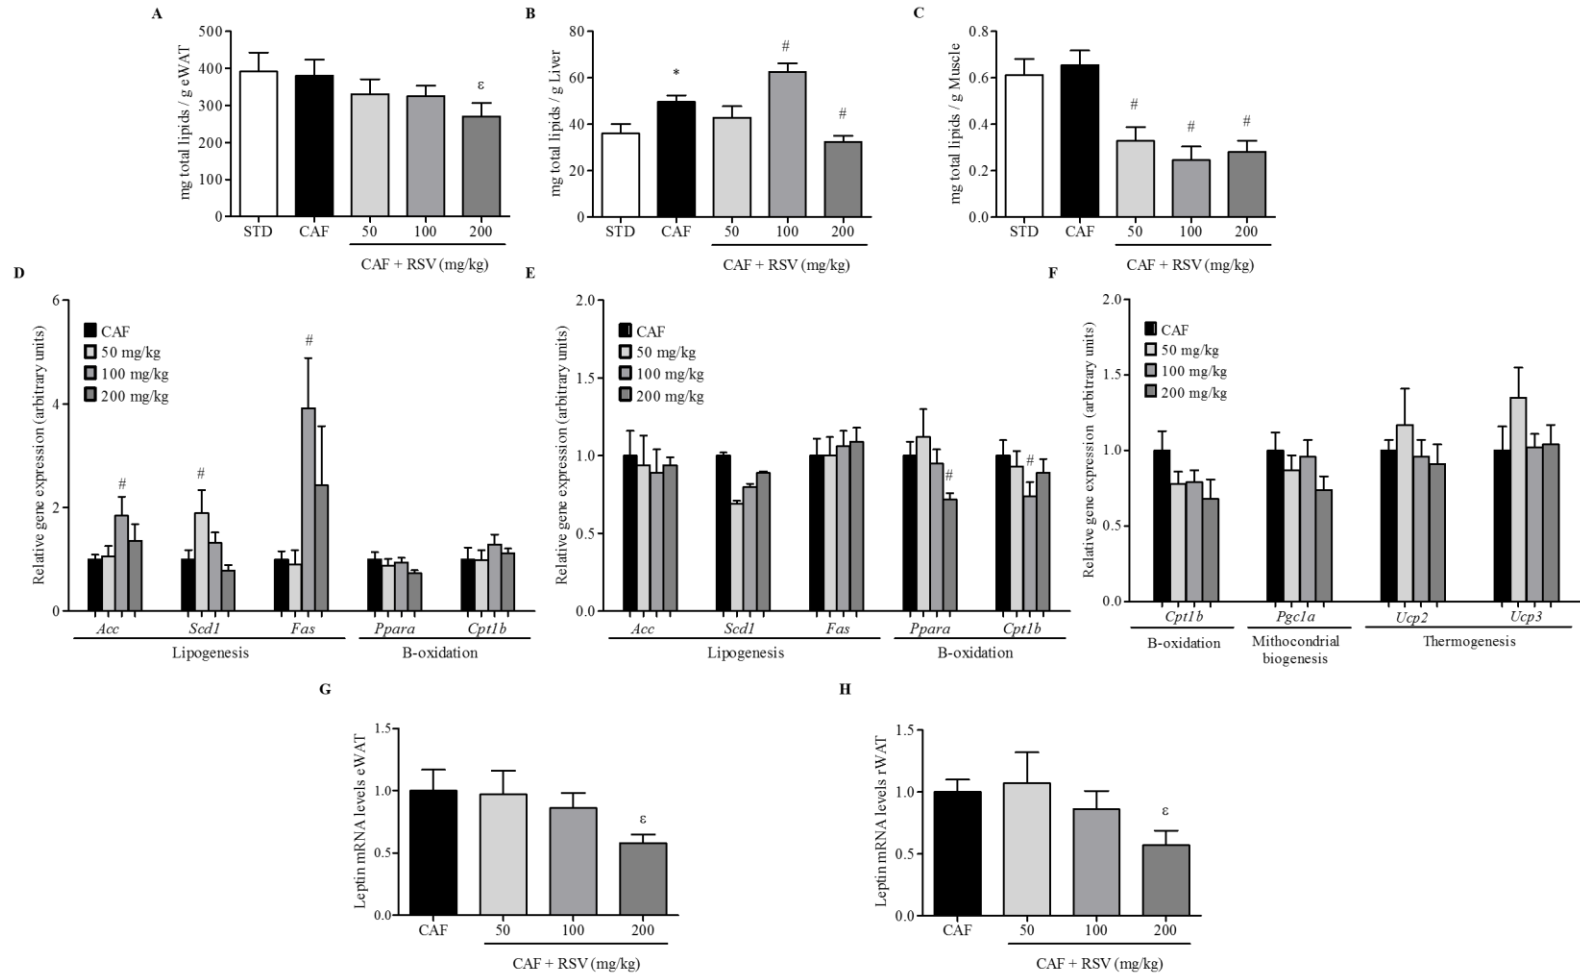 A
mg total lipids / g eWAT
500
400
300
200
100
0
ε
STD CAF 50 100 200
CAF + RSV (mg/kg)
B
mg total lipids / g Liver
80
60
40
20
0
* # #
STD CAF 50 100 200
CAF + RSV (mg/kg)
C
mg total lipids / g Muscle
0.8
0.6
0.4
0.2
0.0
# # #
STD CAF 50 100 200
CAF + RSV (mg/kg)
D
Relative gene expression (arbitrary units)
6
4
2
0
CAF
50 mg/kg
100 mg/kg
200 mg/kg
# # #
Acc Scd1 Fas Ppara Cpt1b
Lipogenesis B-oxidation
E
Relative gene expression (arbitrary units)
2.0
1.5
1.0
0.5
0.0
CAF
50 mg/kg
100 mg/kg
200 mg/kg
# #
Acc Scd1 Fas Ppara Cpt1b
Lipogenesis B-oxidation
F
Relative gene expression (arbitrary units)
2.0
1.5
1.0
0.5
0.0
CAF
50 mg/kg
100 mg/kg
200 mg/kg
Cpt1b Pgc1a Ucp2 Ucp3
B-oxidation Mithocondrial Thermogenesis
biogenesis
G
Leptin mRNA levels eWAT
1.5
1.0
0.5
0.0
ε
CAF 50 100 200
CAF + RSV (mg/kg)
H
Leptin mRNA levels rWAT
1.5
1.0
0.5
0.0
ε
CAF 50 100 200
CAF + RSV (mg/kg)